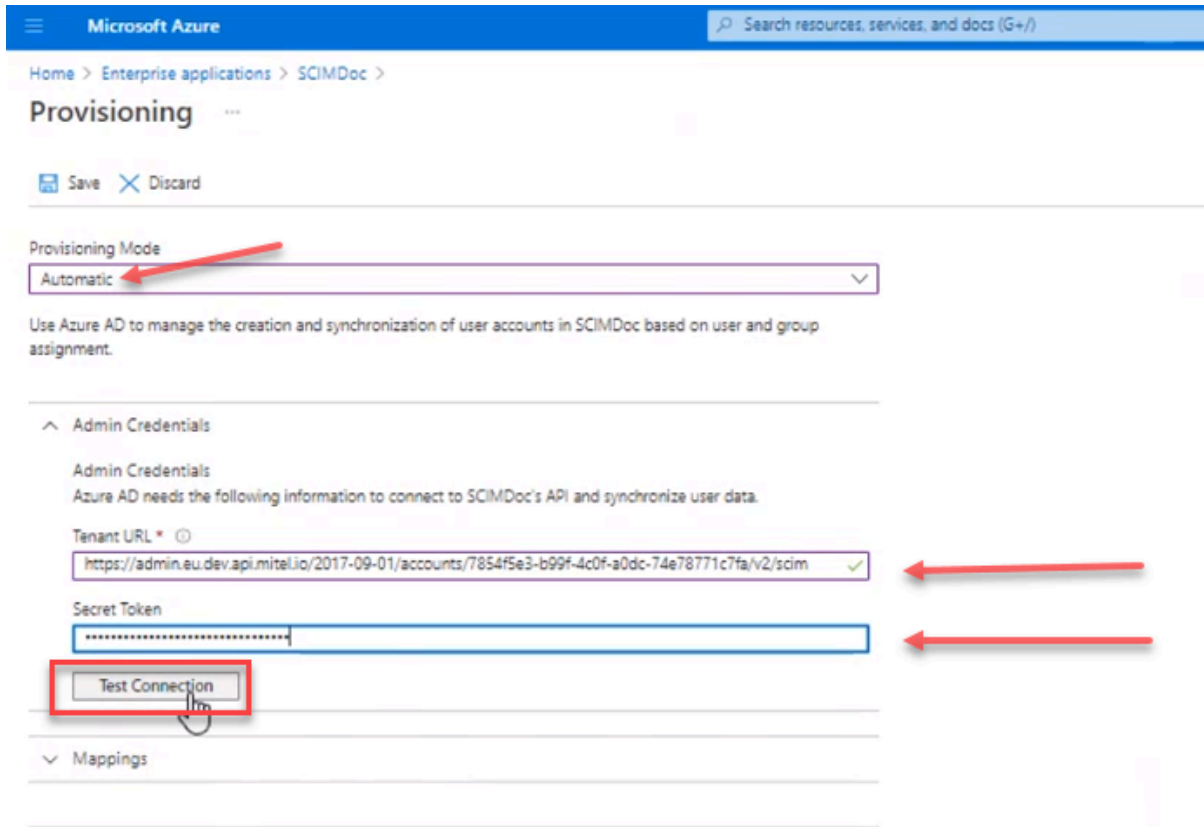 Microsoft Azure
Search resources, services, and docs (G+/)
Home > Enterprise applications > SCIMDoc >
Provisioning ...
Save Discard
Provisioning Mode
Automatic
Use Azure AD to manage the creation and synchronization of user accounts in SCIMDoc based on user and group
assignment.
Admin Credentials
Admin Credentials
Azure AD needs the following information to connect to SCIMDoc's API and synchronize user data.
Tenant URL *
https://admin.eu.dev.api.mitel.io/2017-09-01/accounts/7854f5e3-b99f-4c0f-a0dc-74e78771c7fa/v2/scim
Secret Token
Test Connection
Mappings